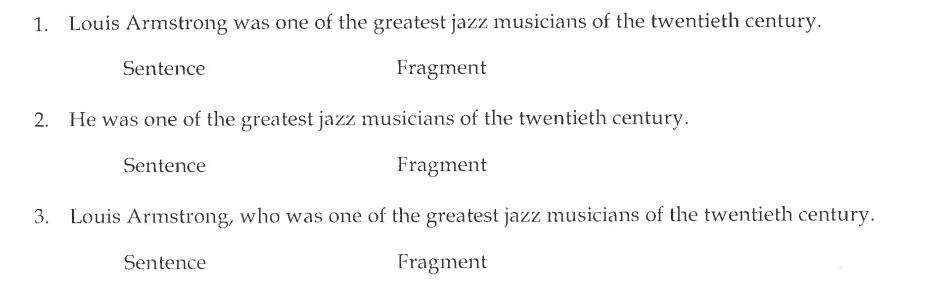 1. Louis Armstrong was one of the greatest jazz musicians of the twentieth century.
Sentence Fragment
2. He was one of the greatest jazz musicians of the twentieth century.
Sentence Fragment
3. Louis Armstrong, who was one of the greatest jazz musicians of the twentieth century.
Sentence Fragment